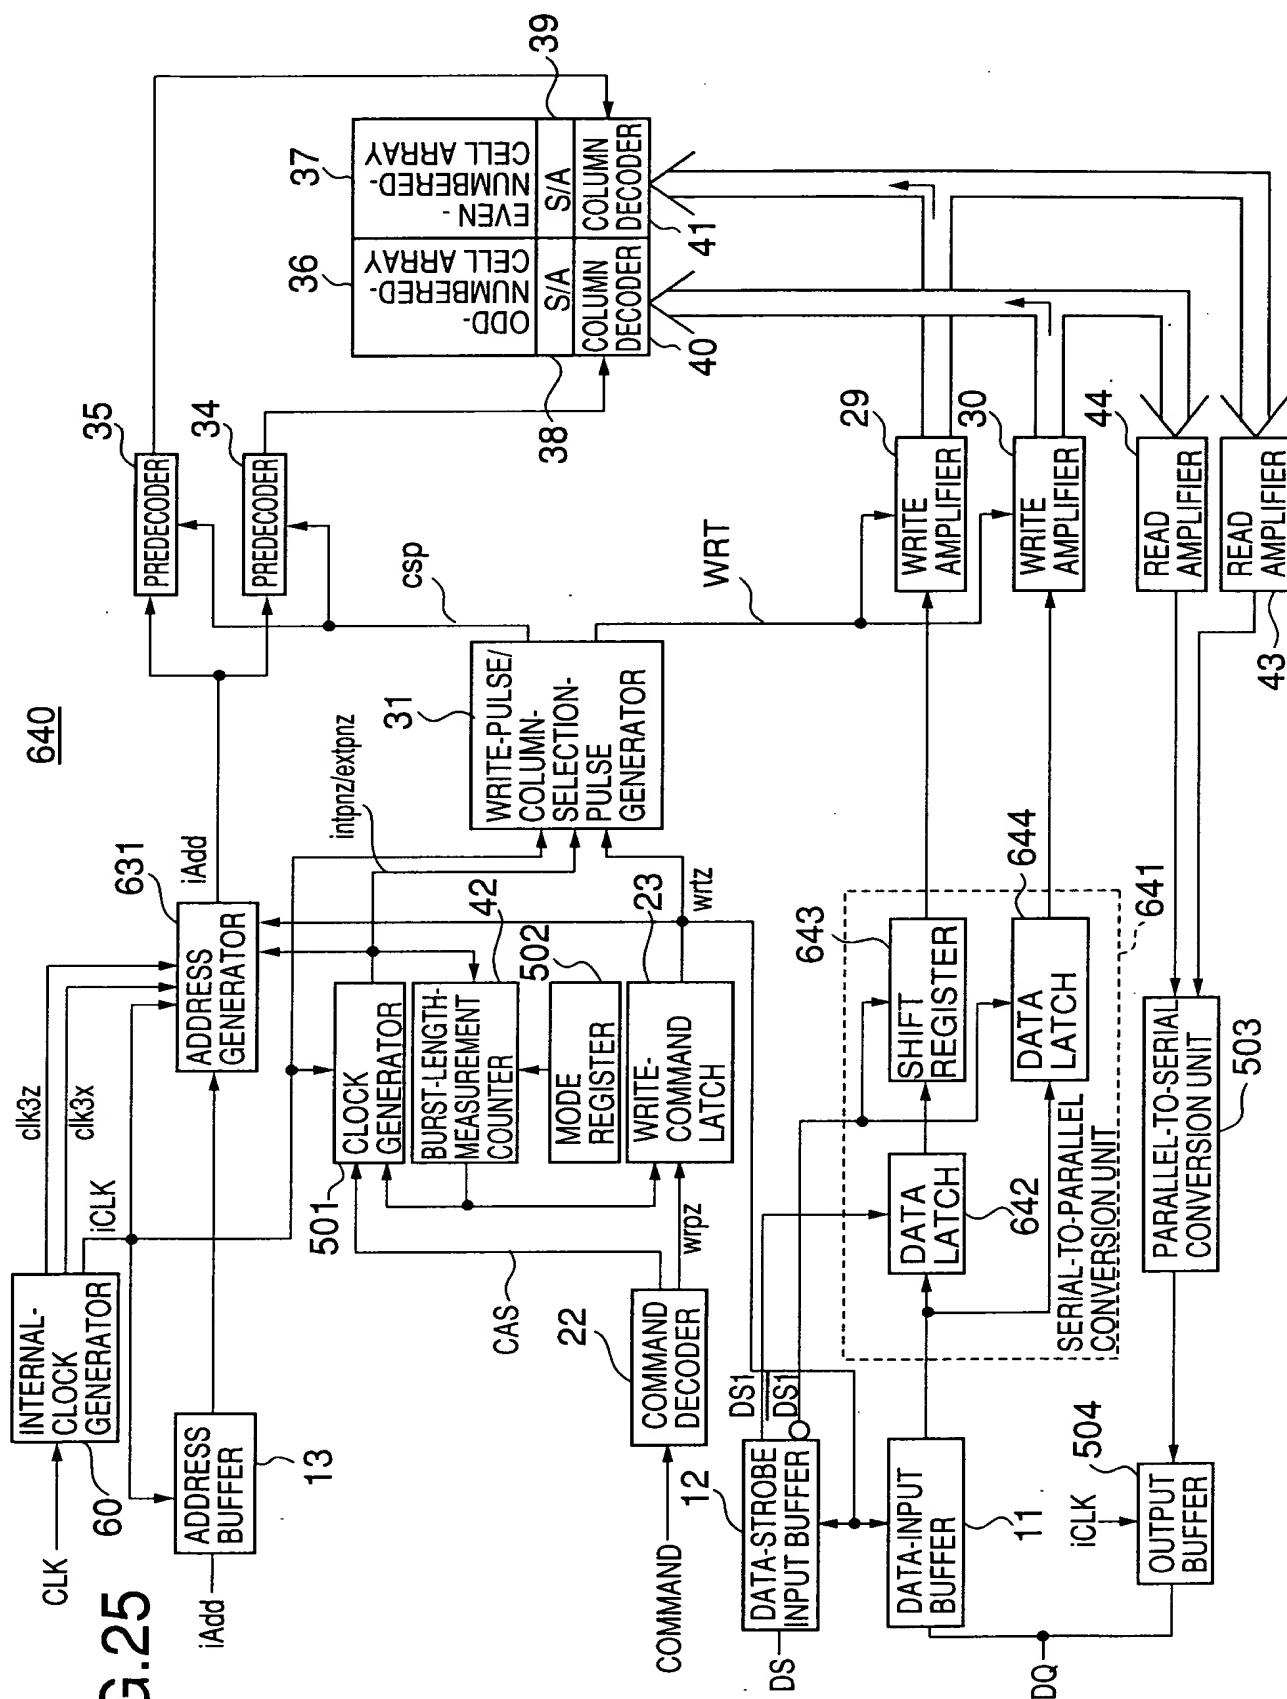 G.25
640
CLK
INTERNAL-
CLOCK
GENERATOR
60
clk3z
clk3x
iCLK
iAdd
ADDRESS
BUFFER
13
ADDRESS
GENERATOR
631
iAdd
PREDECODER
35
PREDECODER
34
ODD-
NUMBERED-
CELL ARRAY
36
EVEN-
NUMBERED-
CELL ARRAY
37
S/A
38
S/A
39
COLUMN
DECODER
40
COLUMN
DECODER
41
CLOCK
GENERATOR
501
BURST-LENGTH-
MEASUREMENT
COUNTER
42
MODE
REGISTER
502
WRITE-
COMMAND
LATCH
23
intpnz/extpnz
WRITE-PULSE/
COLUMN-
SELECTION-
PULSE
GENERATOR
31
csp
WRT
wrtz
CAS
wrpz
COMMAND
COMMAND
DECODER
22
DS
DATA-STROBE
INPUT BUFFER
12
DS1
DS1
DATA-INPUT
BUFFER
11
DQ
DATA
LATCH
642
SHIFT
REGISTER
643
DATA
LATCH
644
SERIAL-TO-PARALLEL
CONVERSION UNIT
641
WRITE
AMPLIFIER
29
WRITE
AMPLIFIER
30
READ
AMPLIFIER
44
READ
AMPLIFIER
43
PARALLEL-TO-SERIAL
CONVERSION UNIT
503
iCLK
OUTPUT
BUFFER
504